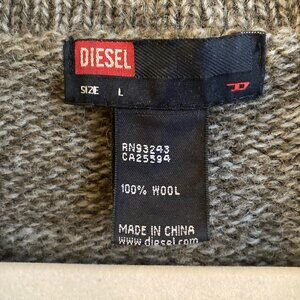 DIESEL
SIZE L
RN93243
CA25594
100% WOOL
MADE IN CHINA
www.diesel.com